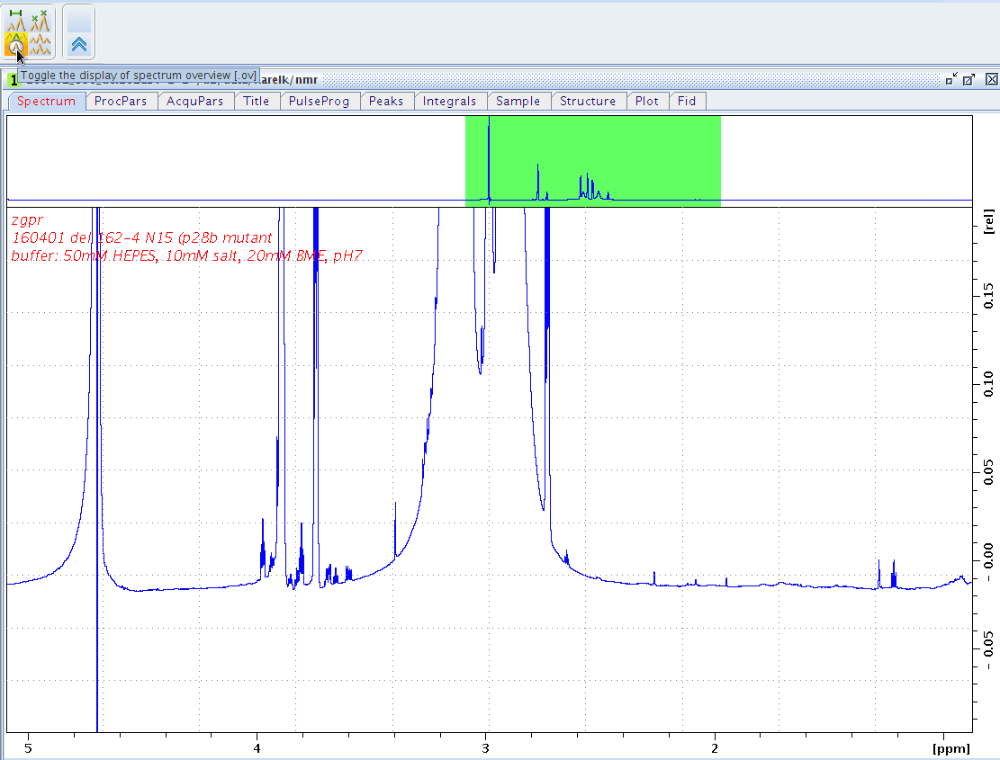 Toggle the display of spectrum overview [.ov]
1 arelk/nmr
Spectrum ProcPars AcquPars Title PulseProg Peaks Integrals Sample Structure Plot Fid
zgpr
160401 del 162-4 N15 (p28b mutant
buffer: 50mM HEPES, 10mM salt, 20mM BME, pH7
[rel]
0.15
0.10
0.05
0.00
- 0.05
5 4 3 2 [ppm]